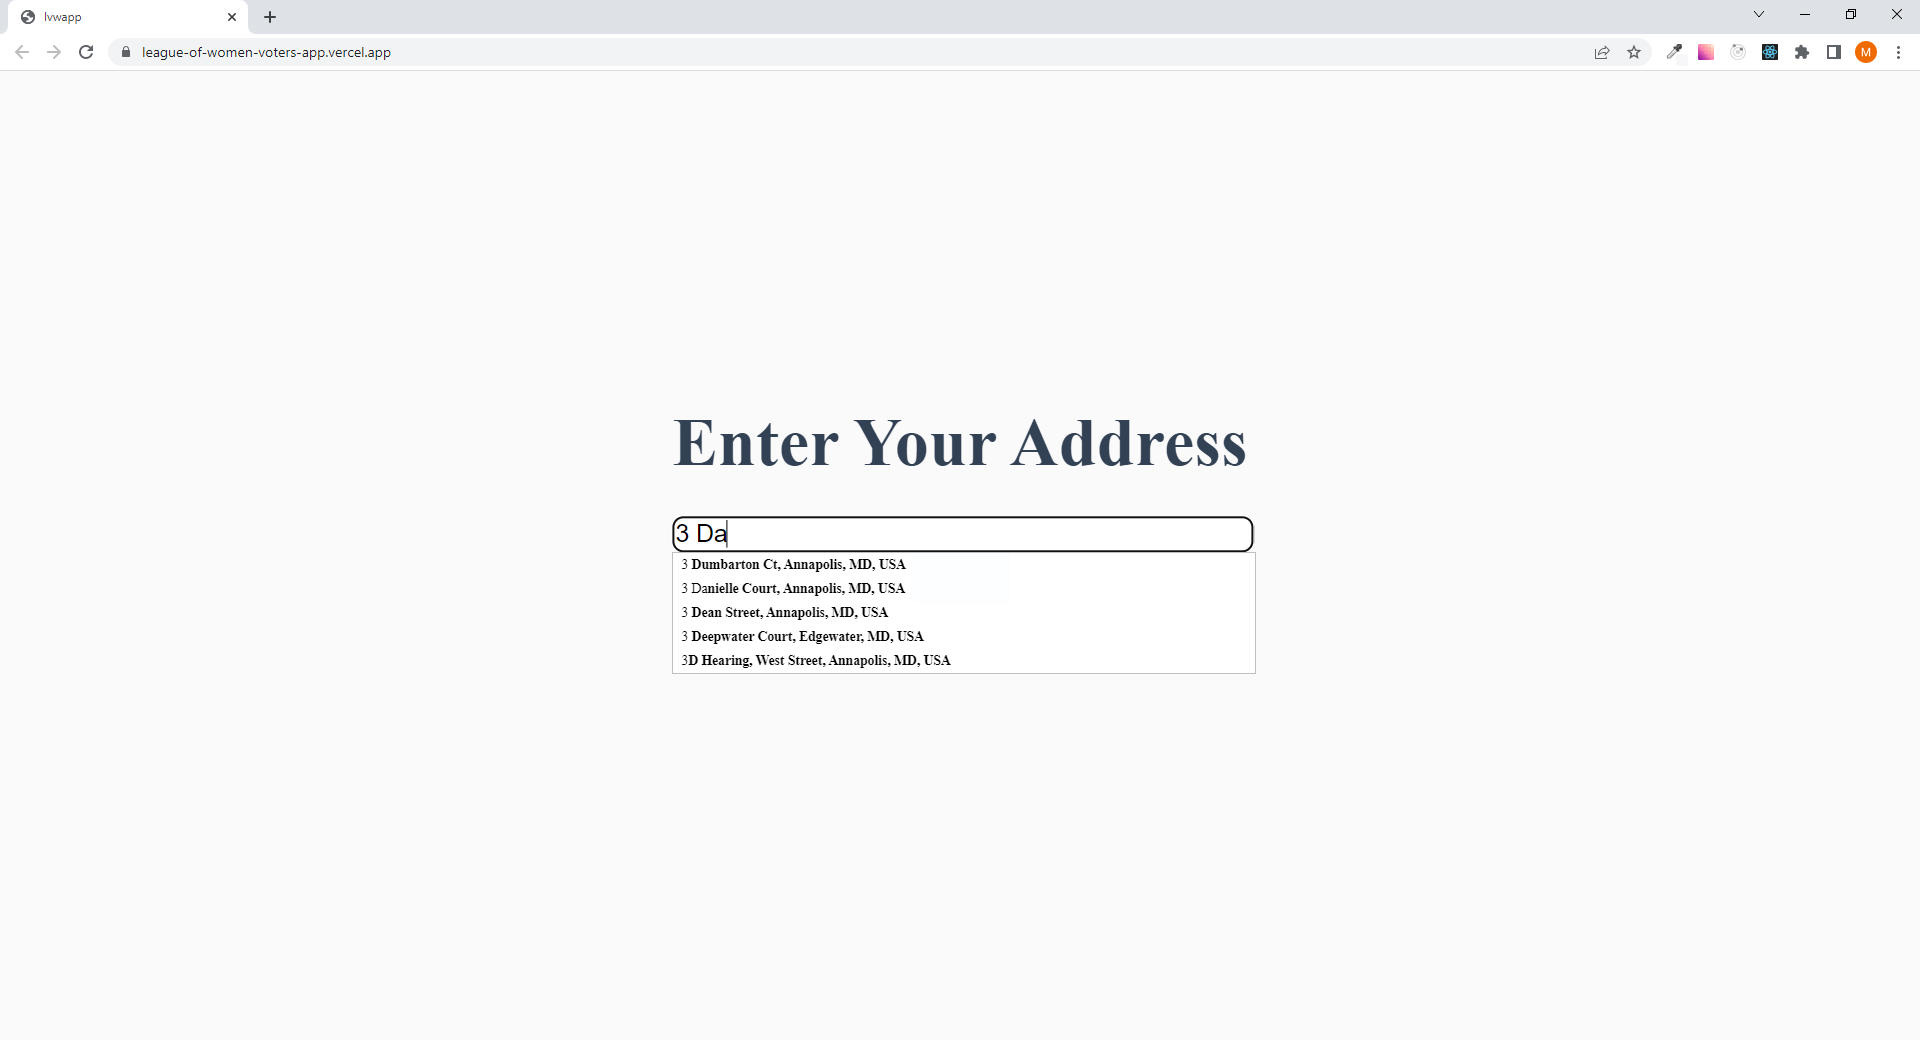 lvwapp
league-of-women-voters-app.vercel.app
M
Enter Your Address
3 Da
3 Dumbarton Ct, Annapolis, MD, USA
3 Danielle Court, Annapolis, MD, USA
3 Dean Street, Annapolis, MD, USA
3 Deepwater Court, Edgewater, MD, USA
3D Hearing, West Street, Annapolis, MD, USA